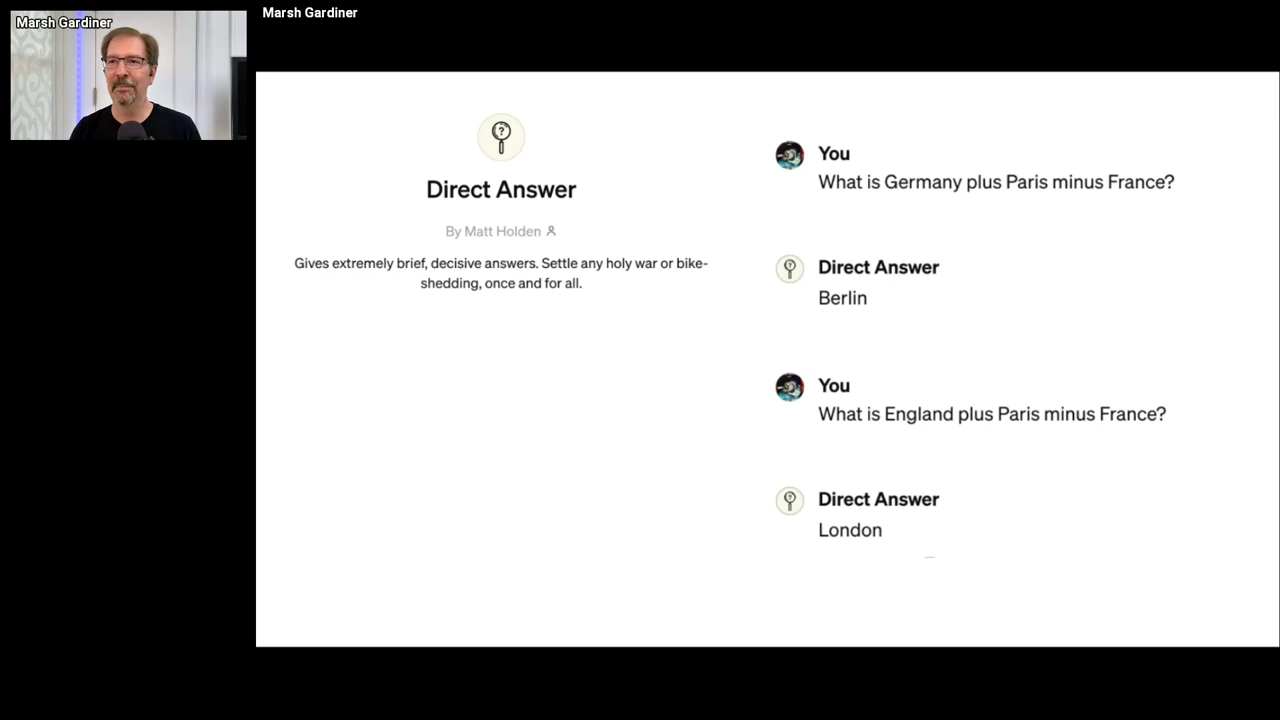 Marsh Gardiner
Marsh Gardiner
Direct Answer
By Matt Holden
Gives extremely brief, decisive answers. Settle any holy war or bike-
shedding, once and for all.
You
What is Germany plus Paris minus France?
Direct Answer
Berlin
You
What is England plus Paris minus France?
Direct Answer
London